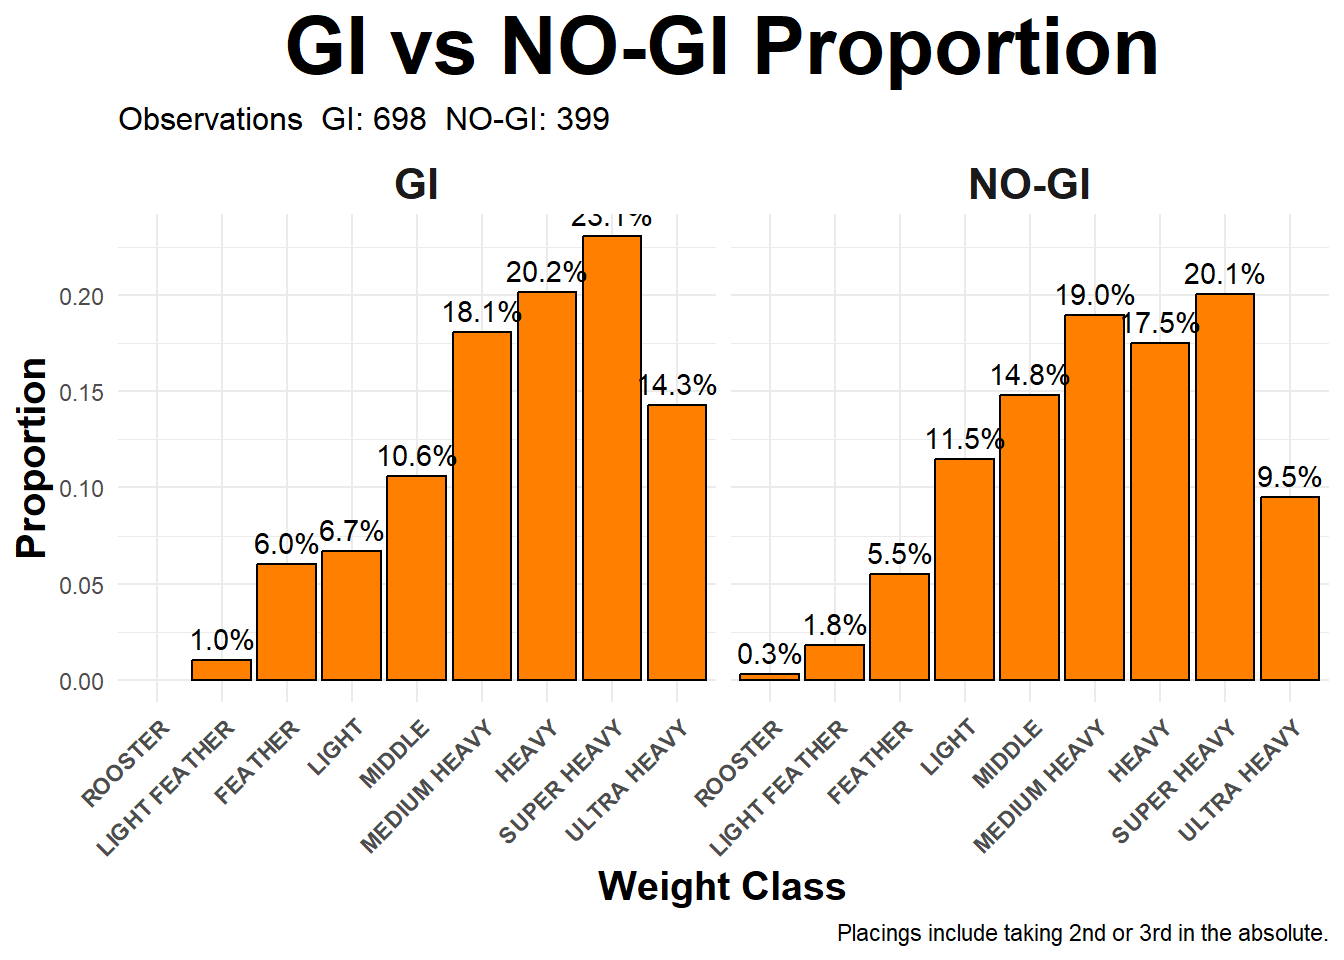 GI vs NO-GI Proportion
Observations  GI: 698  NO-GI: 399
GI
NO-GI
Proportion
0.20
0.15
0.10
0.05
0.00
1.0%
6.0%
6.7%
10.6%
18.1%
20.2%
23.1%
14.3%
0.3%
1.8%
5.5%
11.5%
14.8%
19.0%
17.5%
20.1%
9.5%
ROOSTER
LIGHT FEATHER
FEATHER
LIGHT
MIDDLE
MEDIUM HEAVY
HEAVY
SUPER HEAVY
ULTRA HEAVY
ROOSTER
LIGHT FEATHER
FEATHER
LIGHT
MIDDLE
MEDIUM HEAVY
HEAVY
SUPER HEAVY
ULTRA HEAVY
Weight Class
Placings include taking 2nd or 3rd in the absolute.